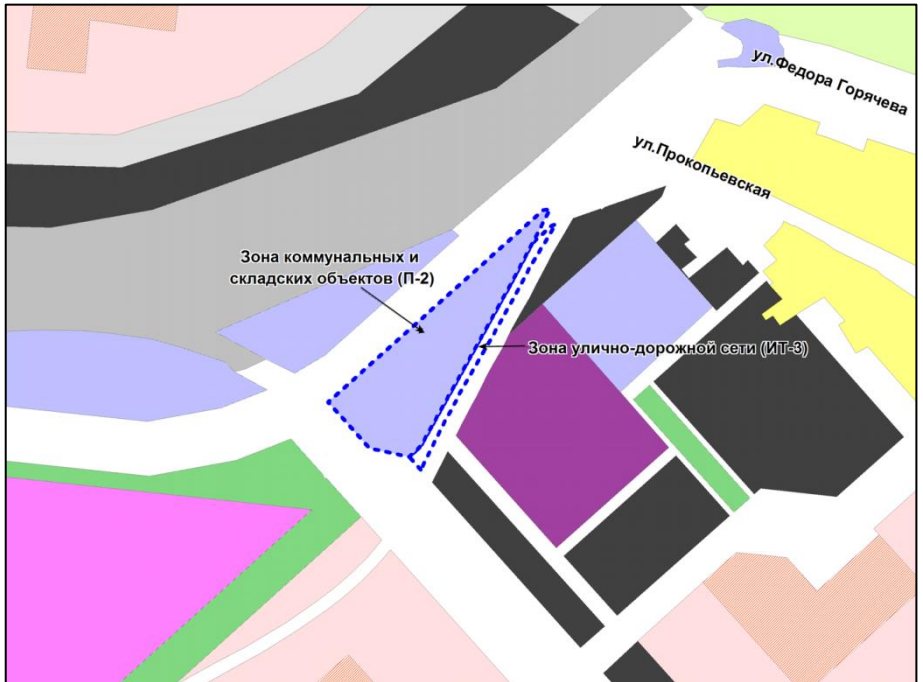 ул.Федора Горячева
ул.Прокопьевская
Зона коммунальных и
складских объектов (П-2)
Зона улично-дорожной сети (ИТ-3)